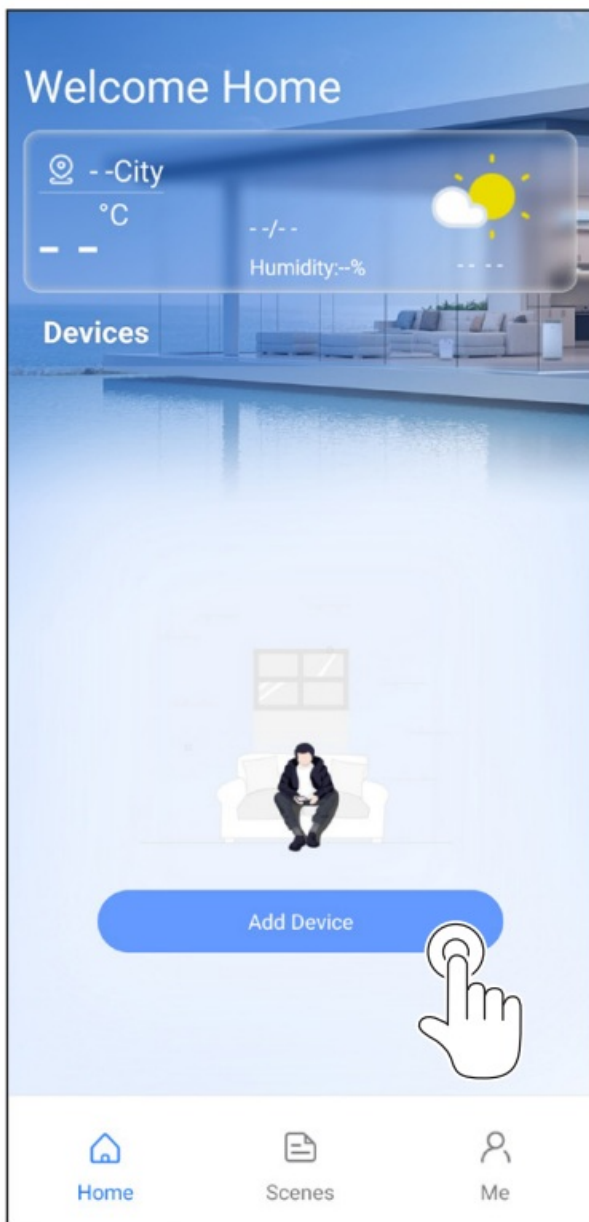 Welcome Home
--City
°C
--
--/--
Humidity:--%
-- --
Devices
Add Device
Home
Scenes
Me